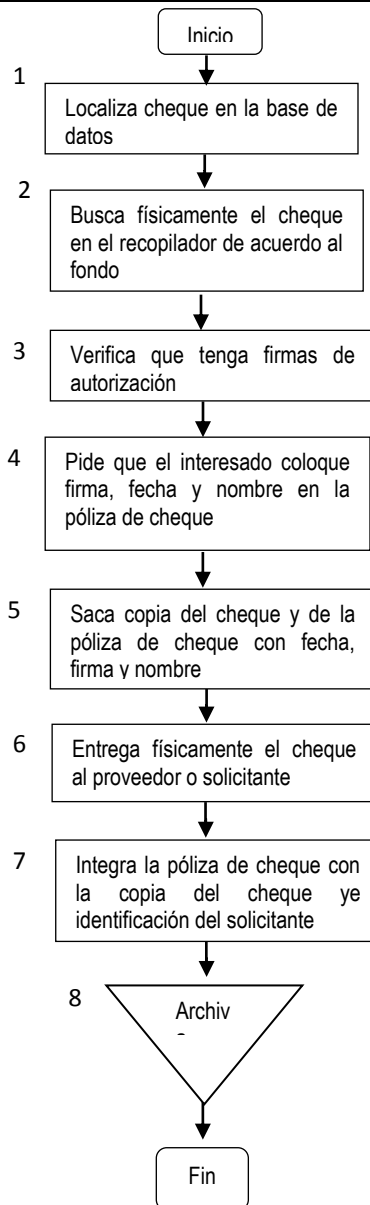 Inicio
1
Localiza cheque en la base de
datos
2
Busca físicamente el cheque
en el recopilador de acuerdo al
fondo
3
Verifica que tenga firmas de
autorización
4
Pide que el interesado coloque
firma, fecha y nombre en la
póliza de cheque
5
Saca copia del cheque y de la
póliza de cheque con fecha,
firma y nombre
6
Entrega físicamente el cheque
al proveedor o solicitante
7
Integra la póliza de cheque con
la copia del cheque ye
identificación del solicitante
8
Archiv
Fin